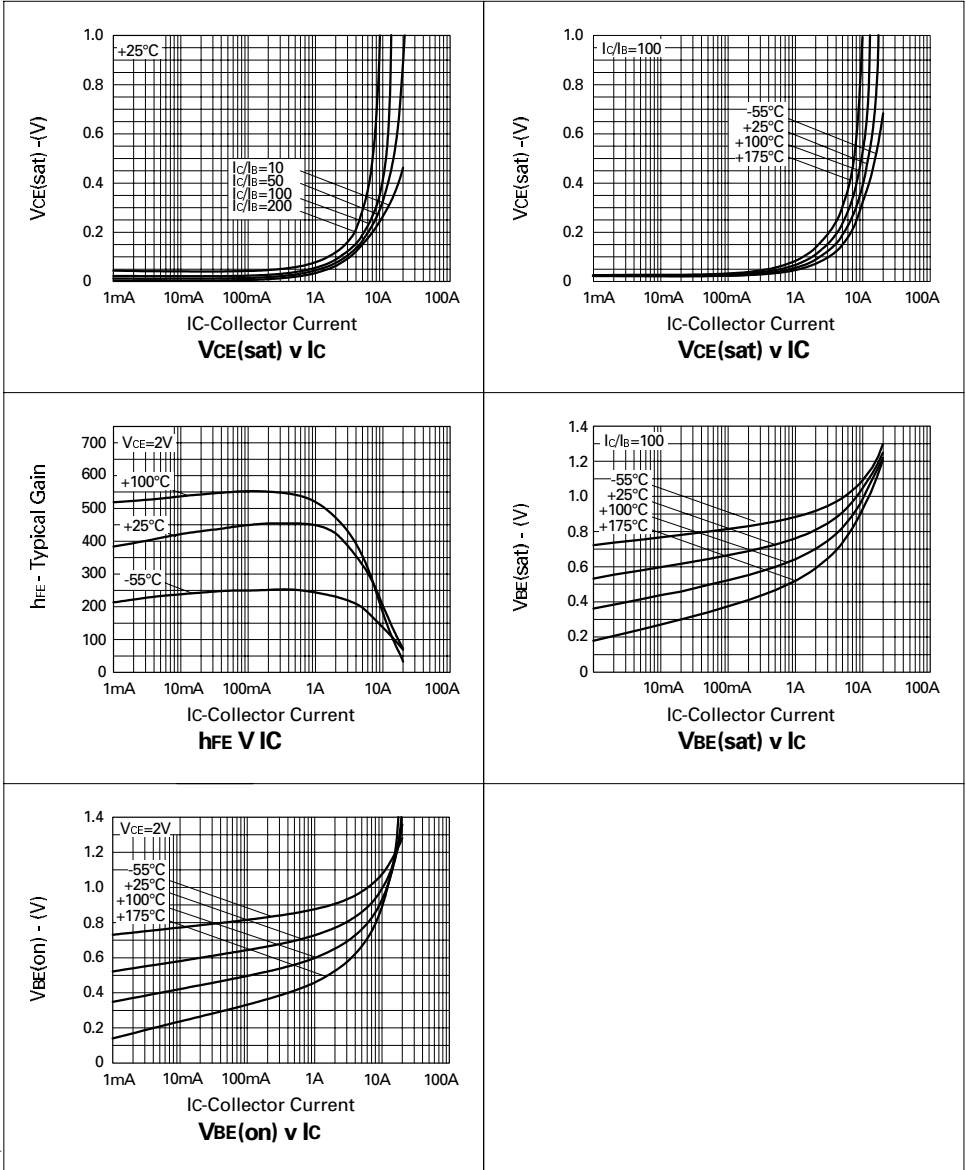 1.0
0.8
0.6
0.4
0.2
0
VCE(sat) -(V)
+25°C
IC/IB=10
IC/IB=50
IC/IB=100
IC/IB=200
1mA 10mA 100mA 1A 10A 100A
IC-Collector Current
VCE(sat) v IC
1.0
0.8
0.6
0.4
0.2
0
VCE(sat) -(V)
IC/IB=100
-55°C
+25°C
+100°C
+175°C
1mA 10mA 100mA 1A 10A 100A
IC-Collector Current
VCE(sat) v IC
700
600
550
500
400
300
200
100
0
hFE - Typical Gain
VCE=2V
+100°C
+25°C
-55°C
1mA 10mA 100mA 1A 10A 100A
IC-Collector Current
hFE V IC
1.4
1.2
1.0
0.8
0.6
0.4
0.2
0
VBE(sat) - (V)
IC/IB=100
-55°C
+25°C
+100°C
+175°C
10mA 100mA 1A 10A 100A
IC-Collector Current
VBE(sat) v IC
1.4
1.2
1.0
0.8
0.6
0.4
0.2
0
VBE(on) - (V)
VCE=2V
-55°C
+25°C
+100°C
+175°C
1mA 10mA 100mA 1A 10A 100A
IC-Collector Current
VBE(on) v IC